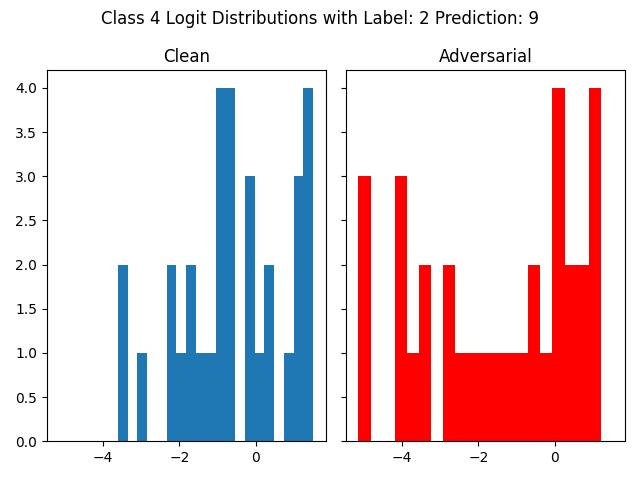 Class 4 Logit Distributions with Label: 2 Prediction: 9
Clean
Adversarial
4.0
3.5
3.0
2.5
2.0
1.5
1.0
0.5
0.0
−4 −2 0
−4 −2 0